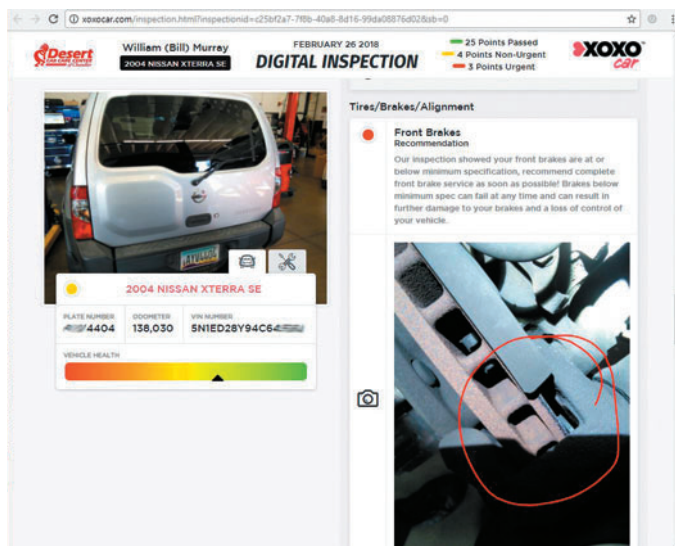 xoxocar.com/inspection.html?inspectionid=c25bf2a7-7f8b-40a8-8d16-99da08876d02&sb=0
Desert
CAR CARE CENTER
William (Bill) Murray
2004 NISSAN XTERRA SE
FEBRUARY 26 2018
DIGITAL INSPECTION
25 Points Passed
4 Points Non-Urgent
3 Points Urgent
XOXO
car
Tires/Brakes/Alignment
Front Brakes
Recommendation
Our inspection showed your front brakes are at or
below minimum specification, recommend complete
front brake service as soon as possible! Brakes below
minimum spec can fail at any time and can result in
further damage to your brakes and a loss of control of
your vehicle.
2004 NISSAN XTERRA SE
PLATE NUMBER
4404
ODOMETER
138,030
VIN NUMBER
5N1ED28Y94C64
VEHICLE HEALTH